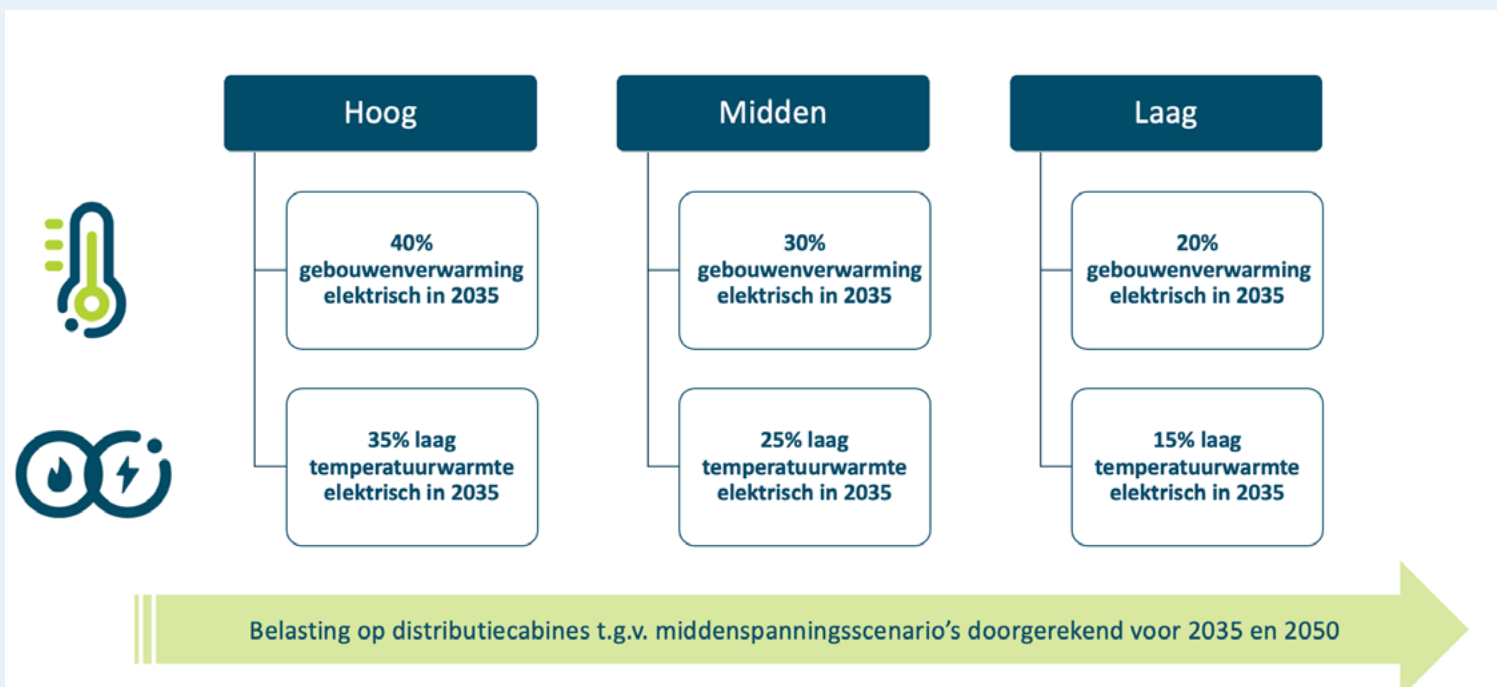 Hoog
Midden
Laag
40%
gebouwenverwarming
elektrisch in 2035
30%
gebouwenverwarming
elektrisch in 2035
20%
gebouwenverwarming
elektrisch in 2035
35% laag
temperatuurwarmte
elektrisch in 2035
25% laag
temperatuurwarmte
elektrisch in 2035
15% laag
temperatuurwarmte
elektrisch in 2035
Belasting op distributiecabines t.g.v. middenspanningsscenario's doorgerekend voor 2035 en 2050